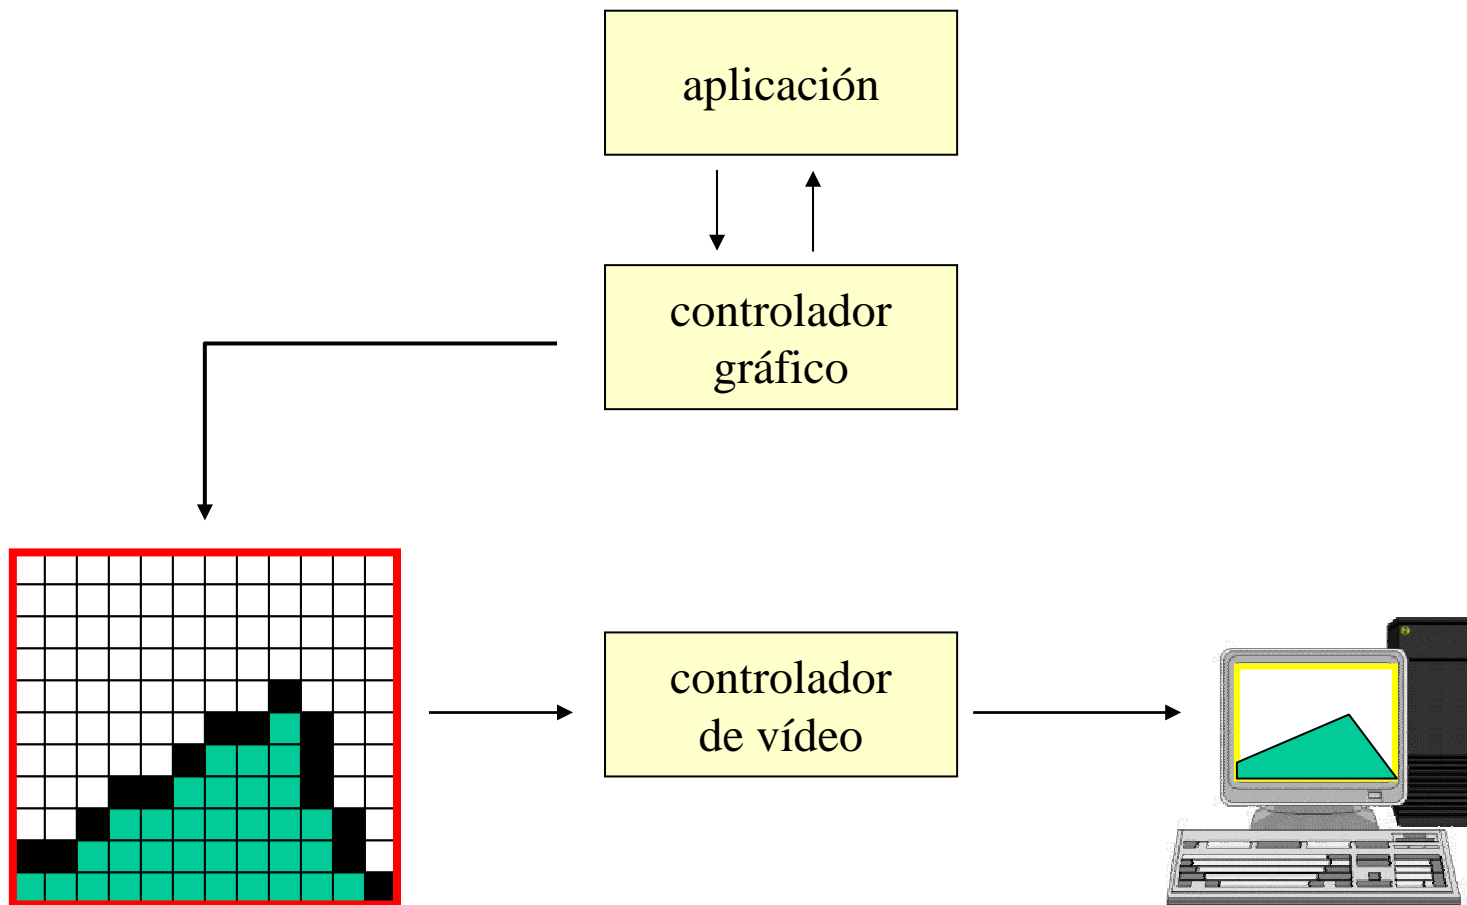 aplicación
controlador
gráfico
controlador
de vídeo